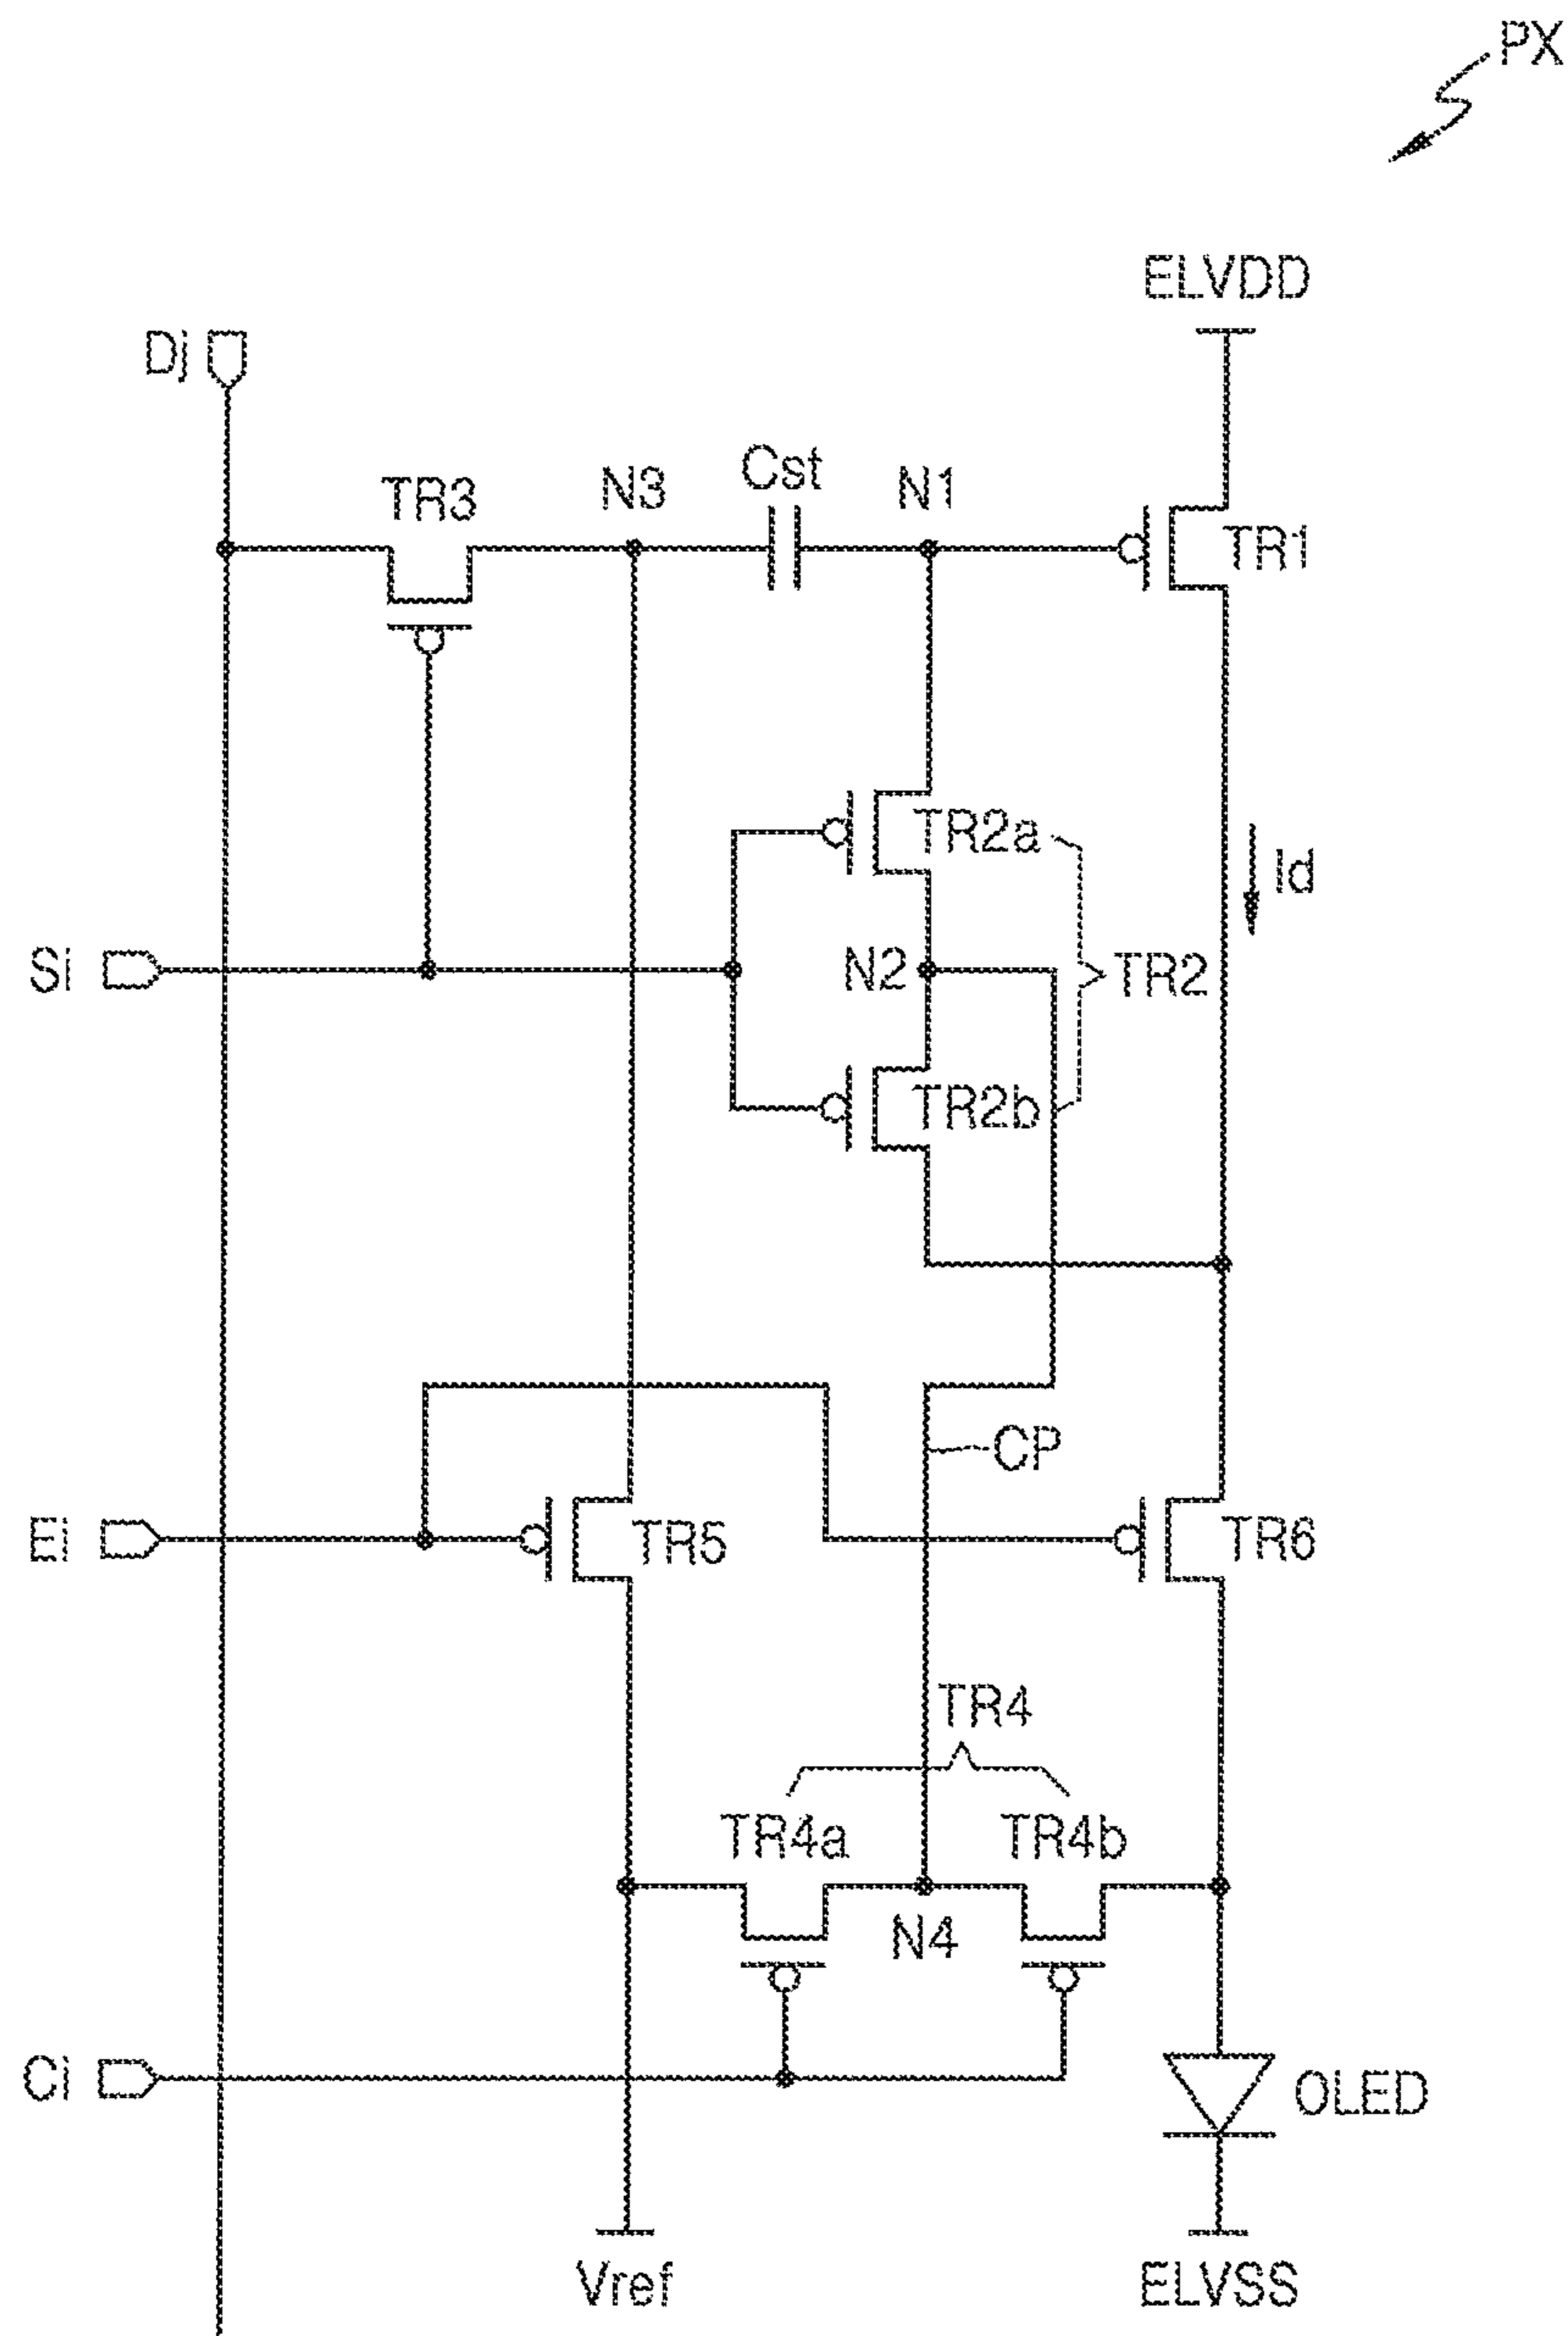 PX
ELVDD
Dj
TR3
N3
Cst
N1
TR1
TR2a
Id
Si
N2
TR2
TR2b
CP
Ei
TR5
TR6
TR4
TR4a
TR4b
N4
Ci
OLED
Vref
ELVSS